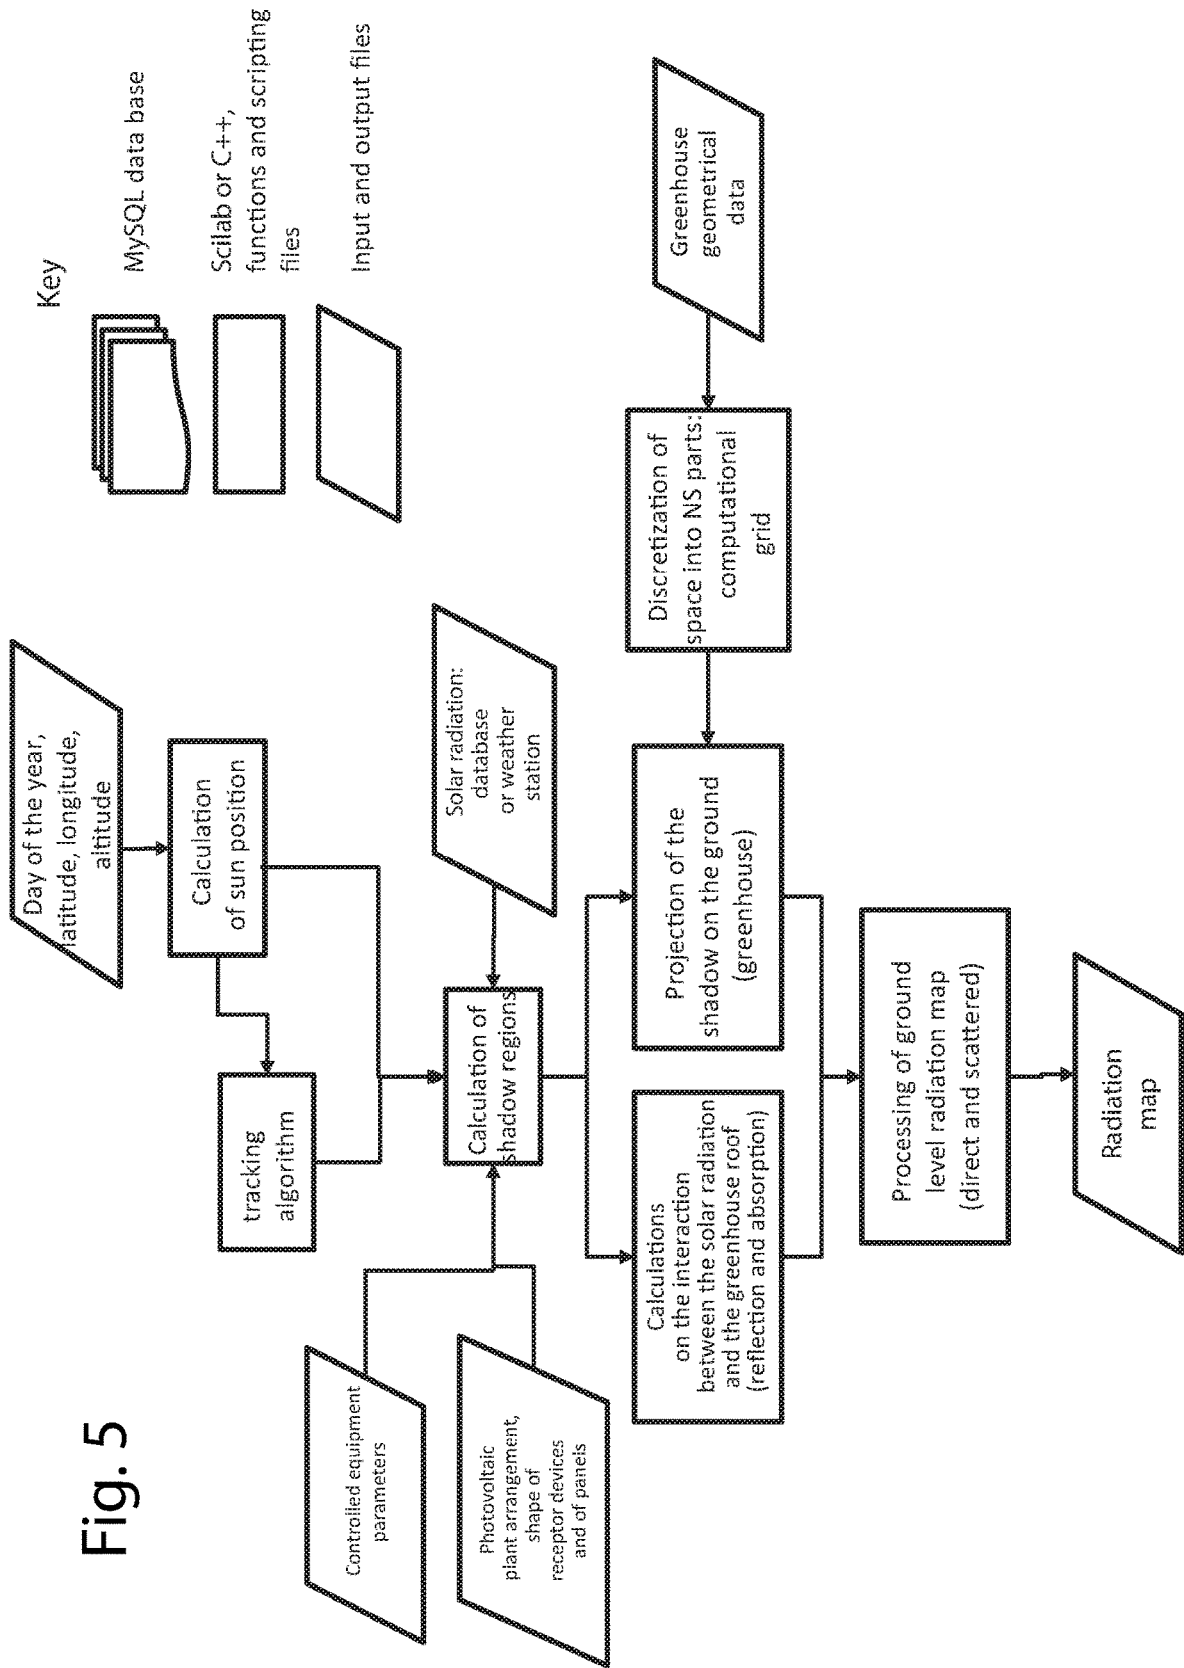 Fig. 5
Key
MySQL data base
Scilab or C++,
functions and scripting
files
Input and output files
Day of the year,
latitude, longitude,
altitude
Calculation
of sun position
tracking
algorithm
Controlled equipment
parameters
Photovoltaic
plant arrangement,
shape of
receptor devices
and of panels
Calculation of
shadow regions
Solar radiation:
database
or weather
station
Calculations
on the interaction
between the solar radiation
and the greenhouse roof
(reflection and absorption)
Projection of the
shadow on the ground
(greenhouse)
Discretization of
space into NS parts:
computational
grid
Greenhouse
geometrical
data
Processing of ground
level radiation map
(direct and scattered)
Radiation
map